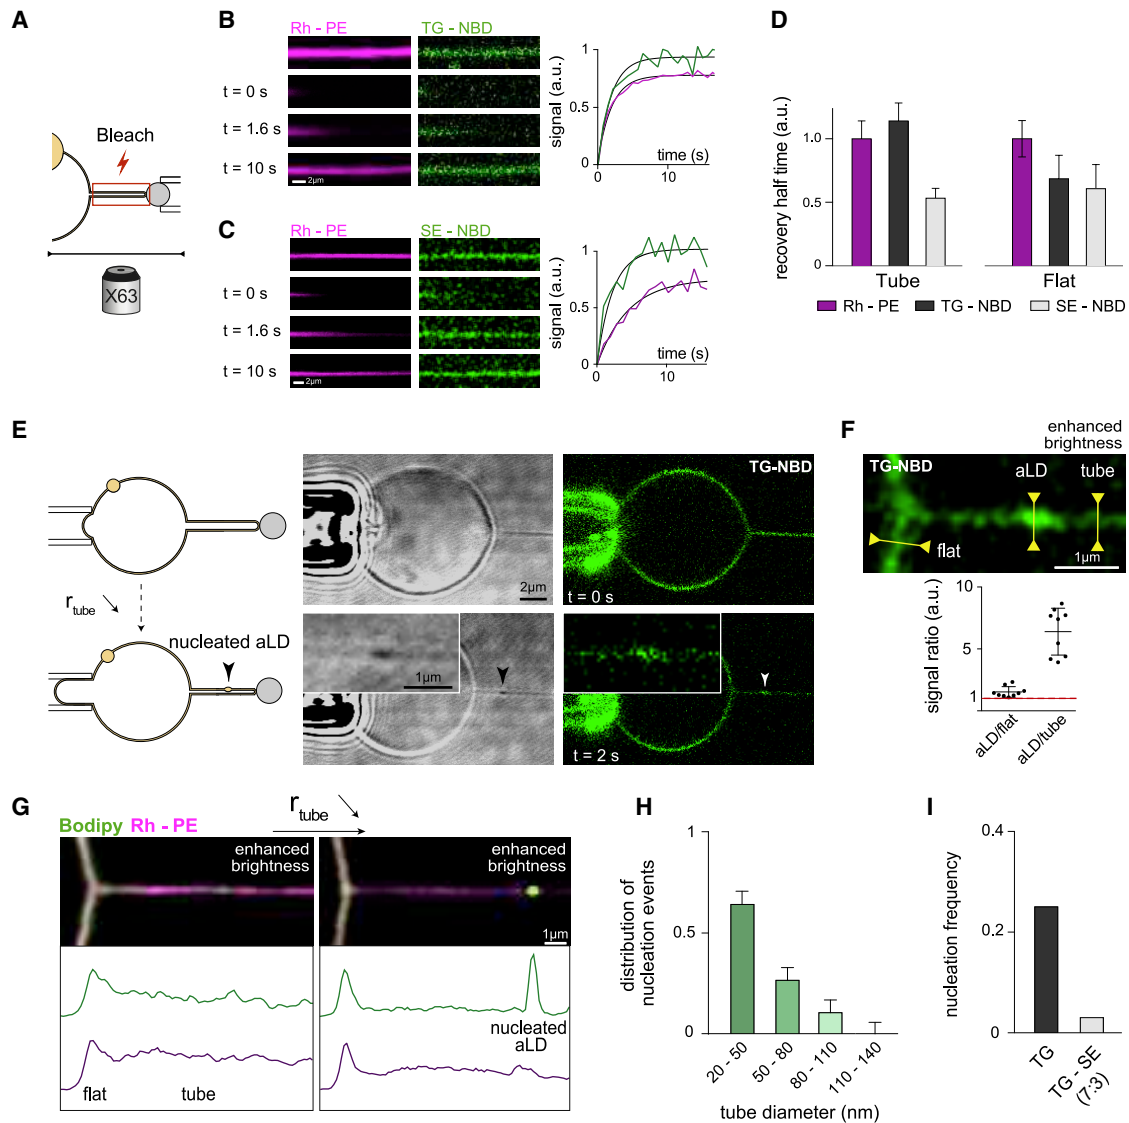 A
Bleach
X63
B
Rh - PE
TG - NBD
t = 0 s
t = 1.6 s
t = 10 s
2µm
signal (a.u.)
1
0.5
0
time (s)
0
10
C
Rh - PE
SE - NBD
t = 0 s
t = 1.6 s
t = 10 s
2µm
signal (a.u.)
1
0.5
0
time (s)
0
10
D
recovery half time (a.u.)
1.0
0.5
0
Tube
Flat
Rh - PE
TG - NBD
SE - NBD
E
r tube
nucleated aLD
2µm
TG-NBD
t = 0 s
1µm
t = 2 s
F
enhanced
brightness
TG-NBD
aLD
tube
flat
1µm
signal ratio (a.u.)
10
5
1
aLD/flat
aLD/tube
G
r tube
Bodipy Rh - PE
enhanced
brightness
enhanced
brightness
1µm
nucleated
aLD
flat
tube
H
distribution of
nucleation events
1
0.5
0
20 - 50
50 - 80
80 - 110
110 - 140
tube diameter (nm)
I
nucleation frequency
0.4
0.2
0
TG
TG - SE
(7:3)